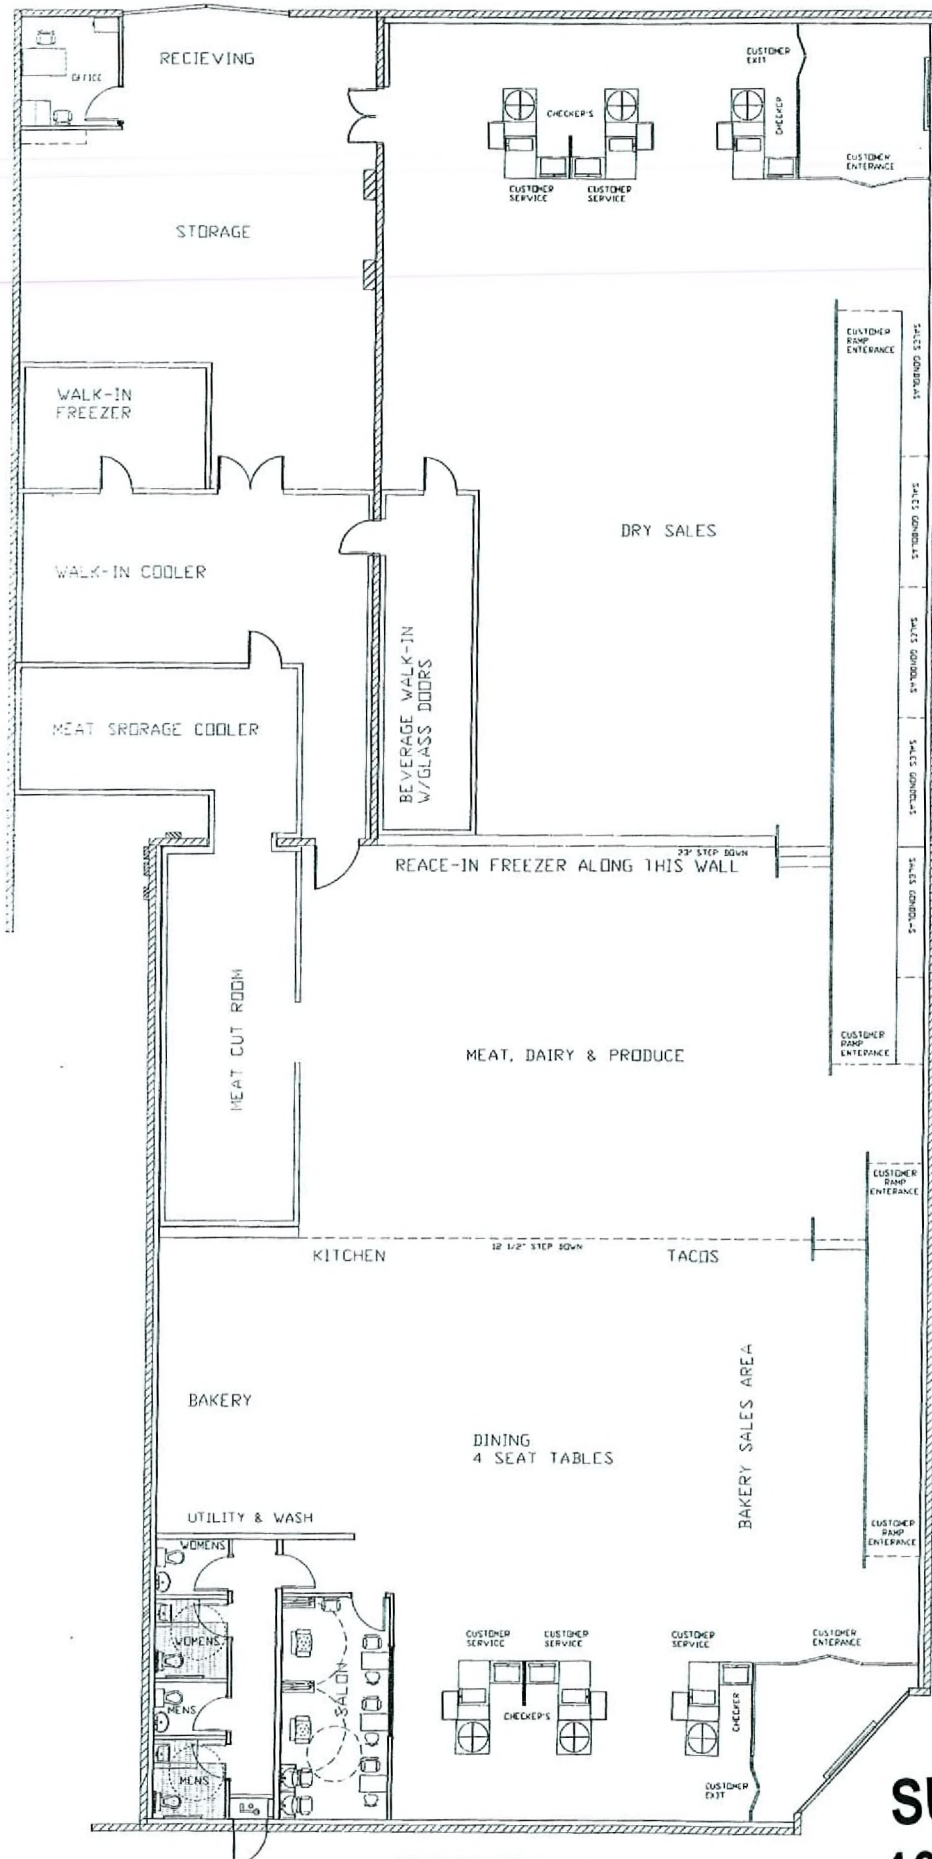 RECIEVING
OFFICE
CUSTOMER
EXIT
CHECKER'S
CHECKER
CUSTOMER
ENTERANCE
CUSTOMER
SERVICE
CUSTOMER
SERVICE
STORAGE
CUSTOMER
RAMP
ENTERANCE
SALES GONDOLAS
WALK-IN
FREEZER
SALES GONDOLAS
DRY SALES
WALK-IN COOLER
SALES GONDOLAS
BEVERAGE WALK-IN
W/GLASS DOORS
MEAT SRORAGE COOLER
SALES GONDOLAS
23" STEP DOWN
REACE-IN FREEZER ALONG THIS WALL
SALES GONDOLAS
MEAT CUT ROOM
MEAT, DAIRY & PRODUCE
CUSTOMER
RAMP
ENTERANCE
CUSTOMER
RAMP
ENTERANCE
KITCHEN
12 1/2" STEP DOWN
TACOS
BAKERY
BAKERY SALES AREA
DINING
4 SEAT TABLES
UTILITY & WASH
CUSTOMER
RAMP
ENTERANCE
WOMENS
WOMENS
MENS
MENS
SALON
CUSTOMER
SERVICE
CUSTOMER
SERVICE
CUSTOMER
SERVICE
CUSTOMER
ENTERANCE
CHECKER'S
CHECKER
CUSTOMER
EXIT
SU